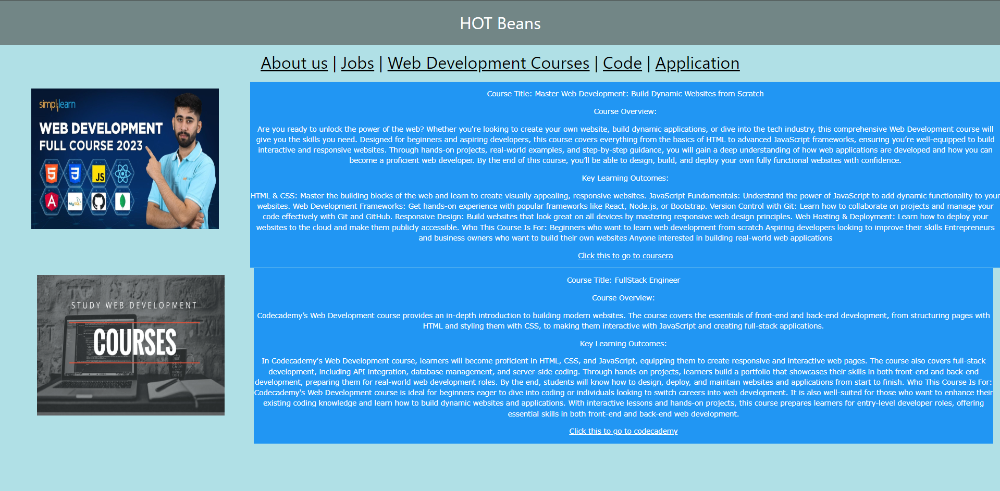 HOT Beans
About us | Jobs | Web Development Courses | Code | Application
simplilearn
WEB DEVELOPMENT
FULL COURSE 2023
5
3
JS
A
MySQL
Course Title: Master Web Development: Build Dynamic Websites from Scratch
Course Overview:
Are you ready to unlock the power of the web? Whether you're looking to create your own website, build dynamic applications, or dive into the tech industry, this comprehensive Web Development course will
give you the skills you need. Designed for beginners and aspiring developers, this course covers everything from the basics of HTML to advanced JavaScript frameworks, ensuring you’re well-equipped to build
interactive and responsive websites. Through hands-on projects, real-world examples, and step-by-step guidance, you will gain a deep understanding of how web applications are developed and how you can
become a proficient web developer. By the end of this course, you’ll be able to design, build, and deploy your own fully functional websites with confidence.
Key Learning Outcomes:
HTML & CSS: Master the building blocks of the web and learn to create visually appealing, responsive websites. JavaScript Fundamentals: Understand the power of JavaScript to add dynamic functionality to your
websites. Web Development Frameworks: Get hands-on experience with popular frameworks like React, Node.js, or Bootstrap. Version Control with Git: Learn how to collaborate on projects and manage your
code effectively with Git and GitHub. Responsive Design: Build websites that look great on all devices by mastering responsive web design principles. Web Hosting & Deployment: Learn how to deploy your
websites to the cloud and make them publicly accessible. Who This Course Is For: Beginners who want to learn web development from scratch Aspiring developers looking to improve their skills Entrepreneurs
and business owners who want to build their own websites Anyone interested in building real-world web applications
Click this to go to coursera
STUDY WEB DEVELOPMENT
COURSES
Course Title: FullStack Engineer
Course Overview:
Codecademy’s Web Development course provides an in-depth introduction to building modern websites. The course covers the essentials of front-end and back-end development, from structuring pages with
HTML and styling them with CSS, to making them interactive with JavaScript and creating full-stack applications.
Key Learning Outcomes:
In Codecademy's Web Development course, learners will become proficient in HTML, CSS, and JavaScript, equipping them to create responsive and interactive web pages. The course also covers full-stack
development, including API integration, database management, and server-side coding. Through hands-on projects, learners build a portfolio that showcases their skills in both front-end and back-end
development, preparing them for real-world web development roles. By the end, students will know how to design, deploy, and maintain websites and applications from start to finish. Who This Course Is For:
Codecademy's Web Development course is ideal for beginners eager to dive into coding or individuals looking to switch careers into web development. It is also well-suited for those who want to enhance their
existing coding knowledge and learn how to build dynamic websites and applications. With interactive lessons and hands-on projects, this course prepares learners for entry-level developer roles, offering
essential skills in both front-end and back-end web development.
Click this to go to codecademy